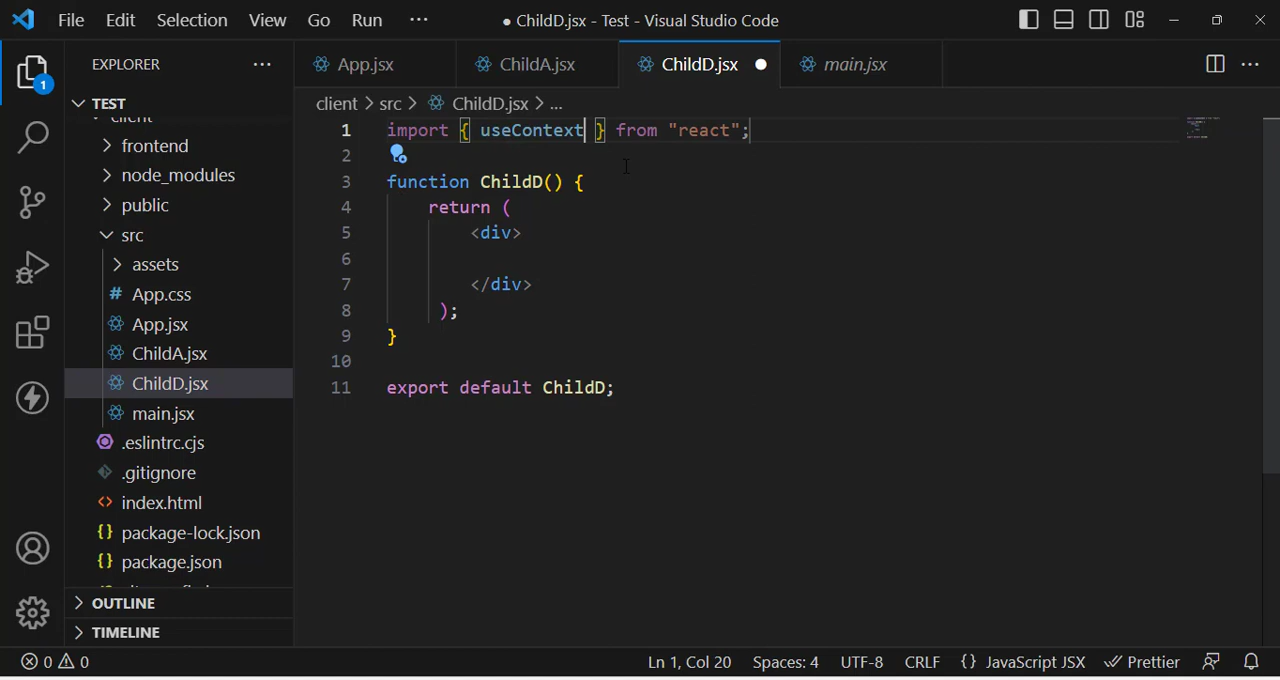 File Edit Selection View Go Run ··· ● ChildD.jsx - Test - Visual Studio Code
EXPLORER ···
1
TEST
client
frontend
node_modules
public
src
assets
# App.css
App.jsx
ChildA.jsx
ChildD.jsx
main.jsx
.eslintrc.cjs
.gitignore
<> index.html
{} package-lock.json
{} package.json
OUTLINE
TIMELINE
App.jsx ChildA.jsx ChildD.jsx ● main.jsx ···
client > src > ChildD.jsx > ...
1 import { useContext } from "react";
2
3 function ChildD() {
4 return (
5 <div>
6
7 </div>
8 );
9 }
10
11 export default ChildD;
0 0 Ln 1, Col 20 Spaces: 4 UTF-8 CRLF {} JavaScript JSX Prettier